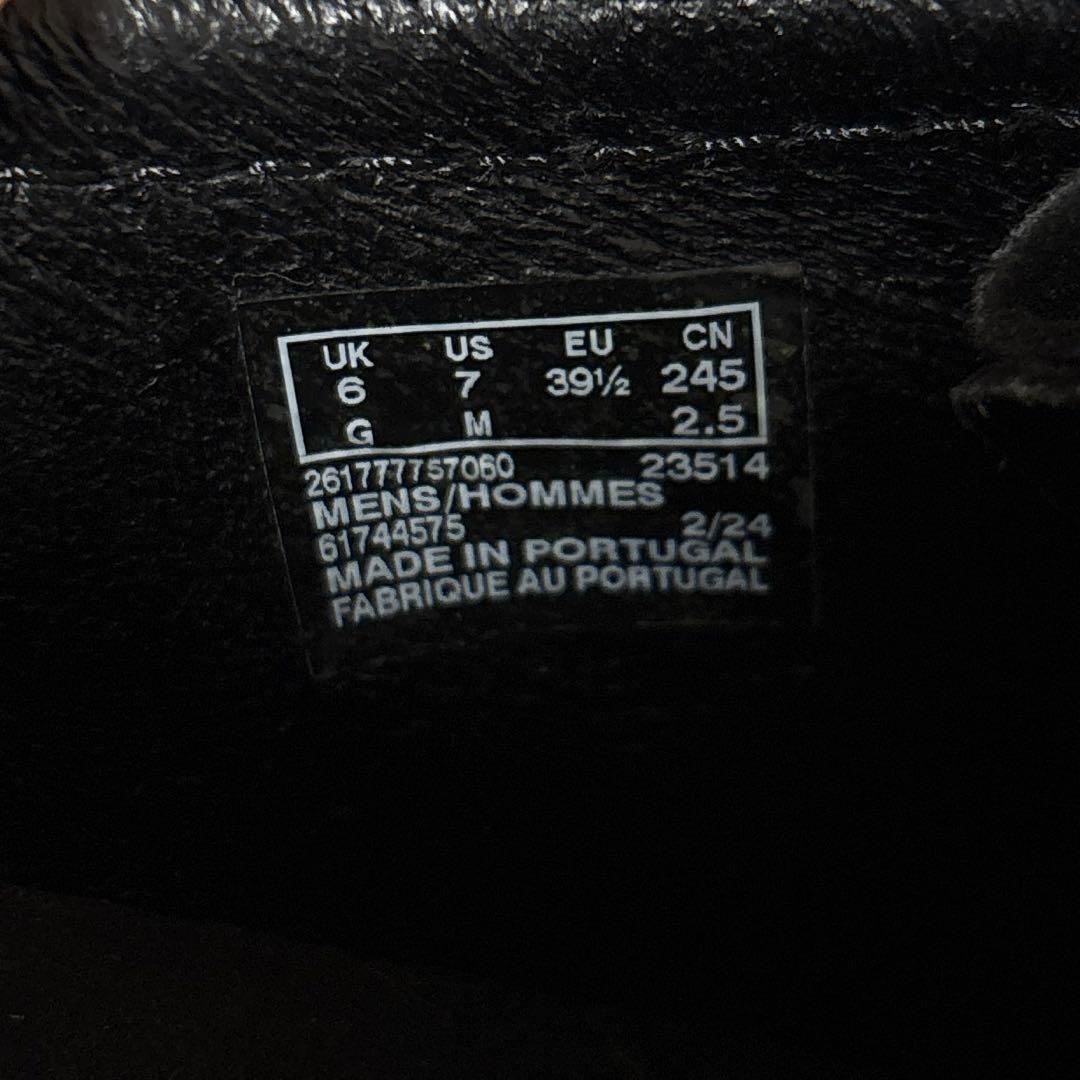 UK US EU CN
6 7 39½ 245
G M 2.5
261777757060 23514
MENS/HOMMES
61744575 2/24
MADE IN PORTUGAL
FABRIQUE AU PORTUGAL